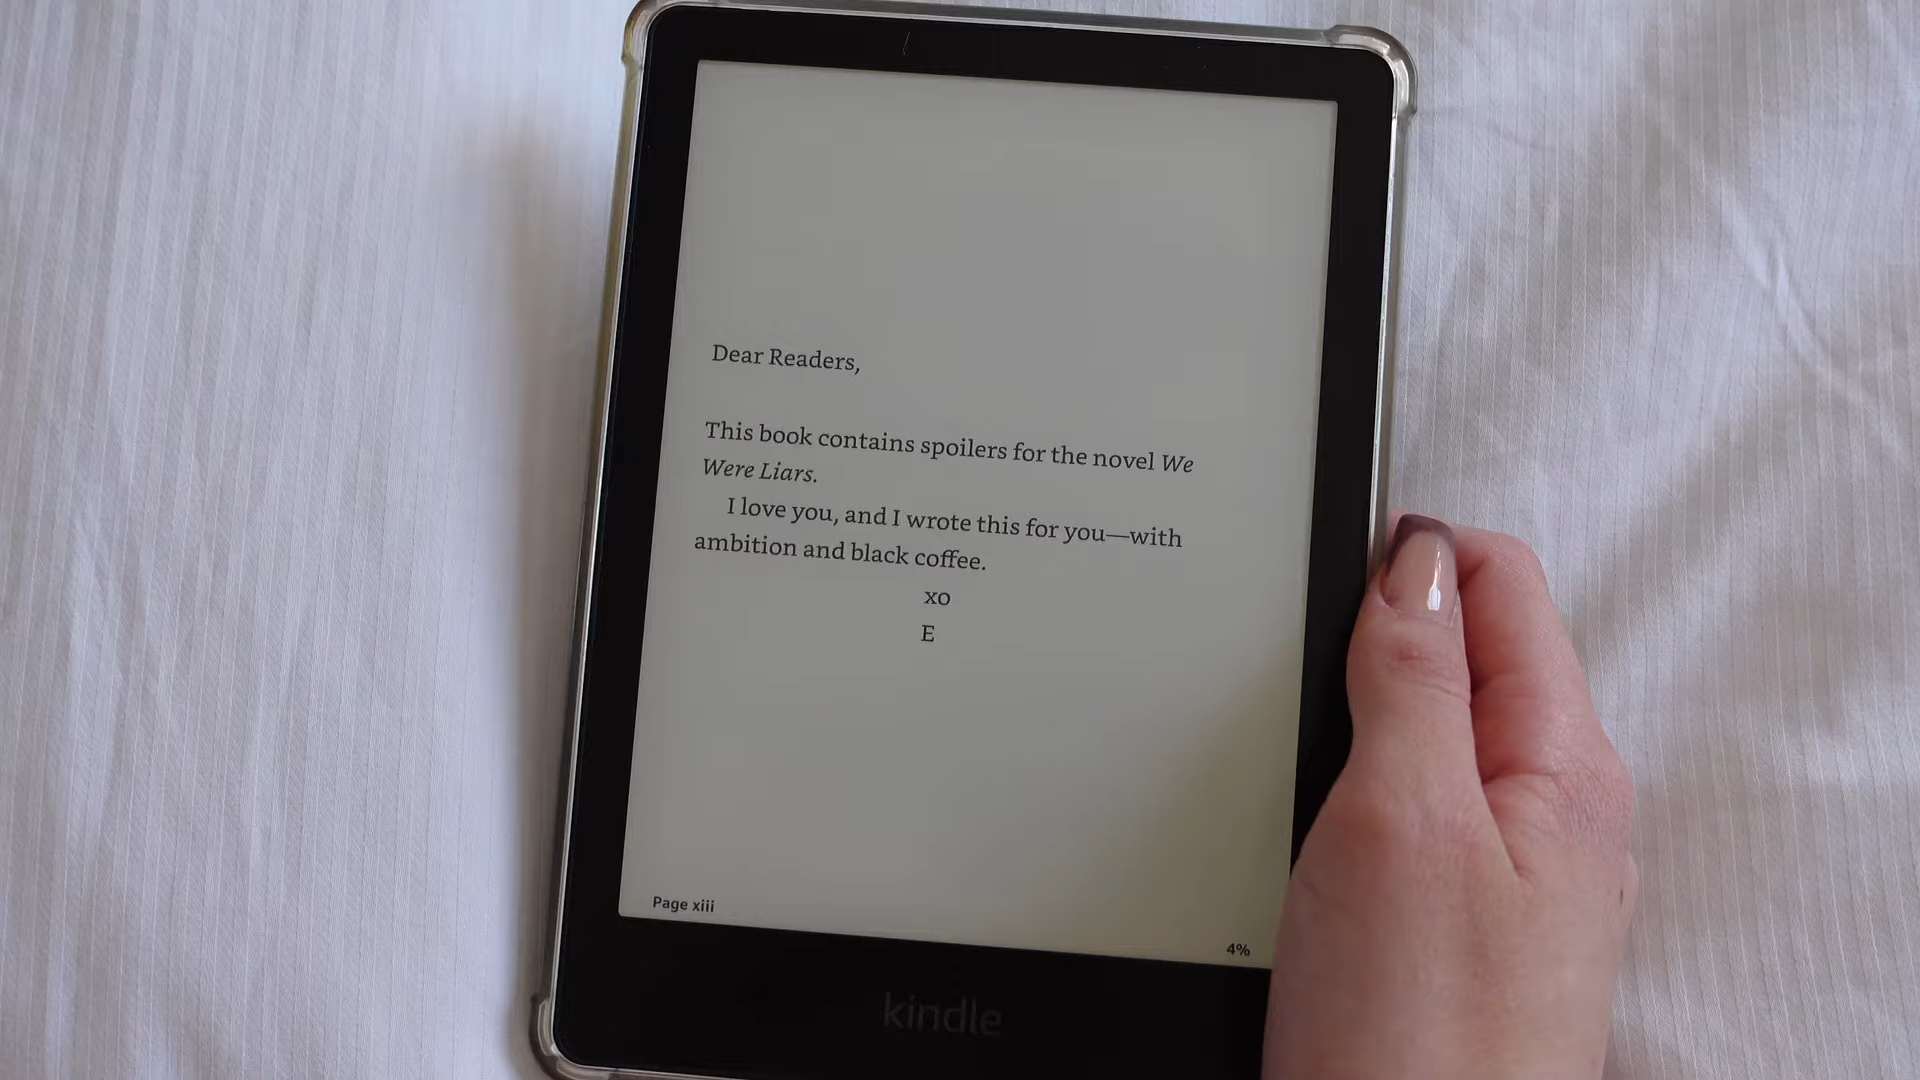 Dear Readers,
This book contains spoilers for the novel We
Were Liars.
I love you, and I wrote this for you—with
ambition and black coffee.
xo
E
Page xiii
4%
kindle